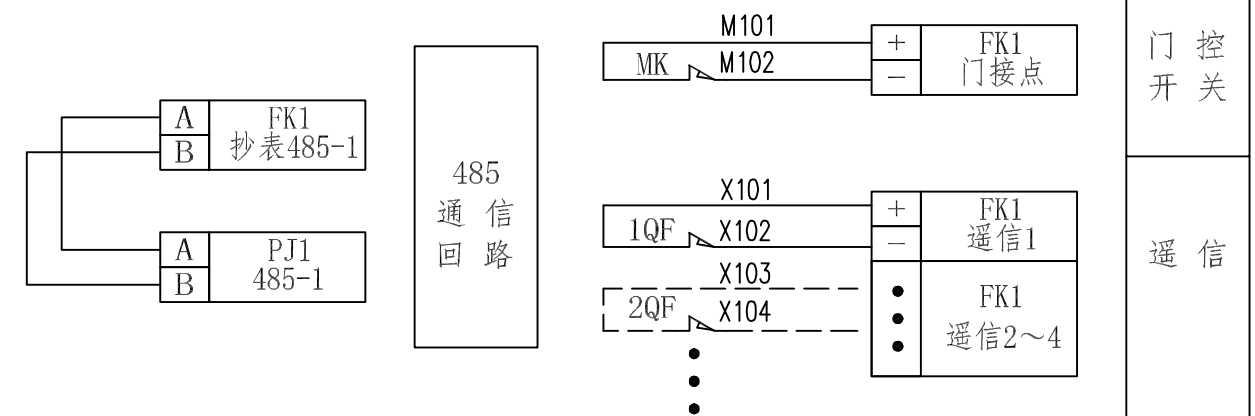 A
FK1
B
抄表485-1
A
PJ1
B
485-1
485
通 信
回 路
M101
MK
M102
+
FK1
−
门接点
门 控
开 关
X101
1QF
X102
+
FK1
−
遥信1
X103
2QF
X104
FK1
遥信2～4
遥 信